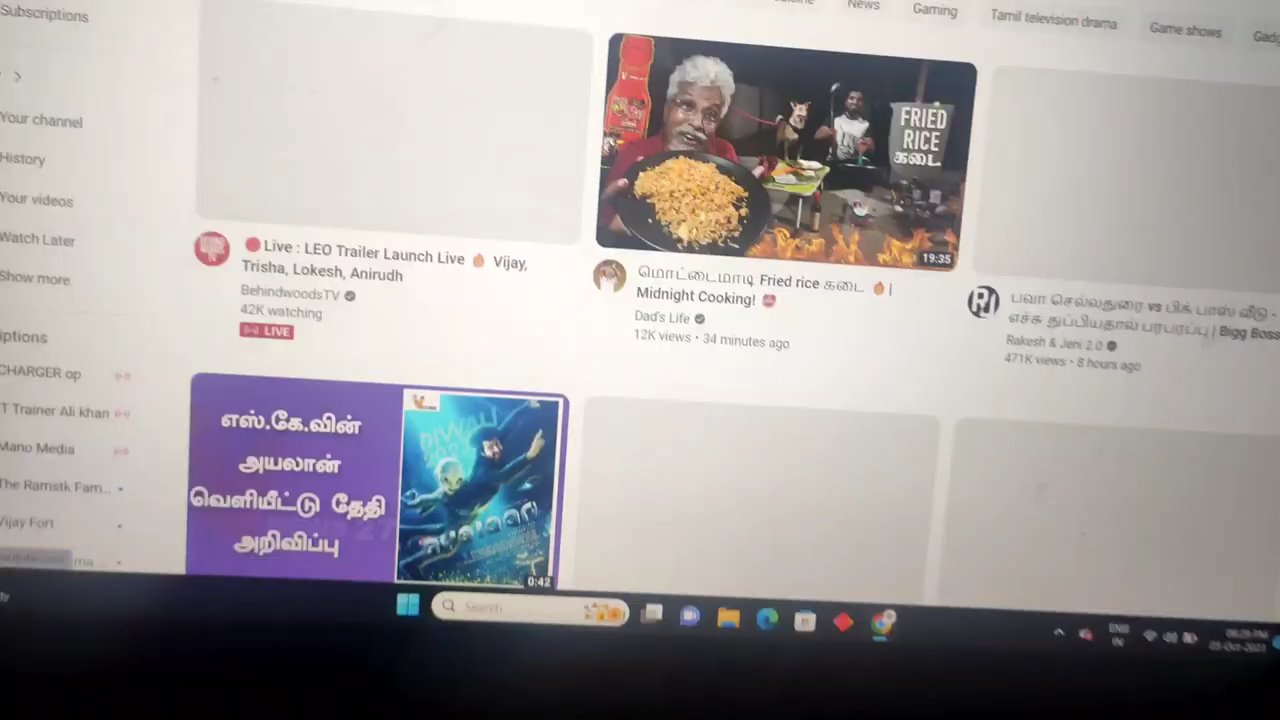 Subscriptions
News
Gaming
Tamil television drama
Game shows
Your channel
History
Your videos
Watch Later
Show more
CHARGER op
T Trainer Ali khan
Mano Media
The Ramstk Fam...
Vijay Fort
FRIED
RICE
கடை
19:35
Live : LEO Trailer Launch Live 🔥 Vijay,
Trisha, Lokesh, Anirudh
BehindwoodsTV
42K watching
LIVE
மொட்டைமாடி Fried rice கடை 🔥 |
Midnight Cooking!
Dad's Life
12K views • 34 minutes ago
RJ
பவா செல்லதுரை vs பிக் பாஸ் வீடு -
எச்ச துப்பியதால் பரபரப்பு | Bigg Boss
Rakesh & Jeni 2.0
471K views • 8 hours ago
எஸ்.கே.வின்
அயலான்
வெளியீட்டு தேதி
அறிவிப்பு
DIWALI
0:42
Search
ENG
IN